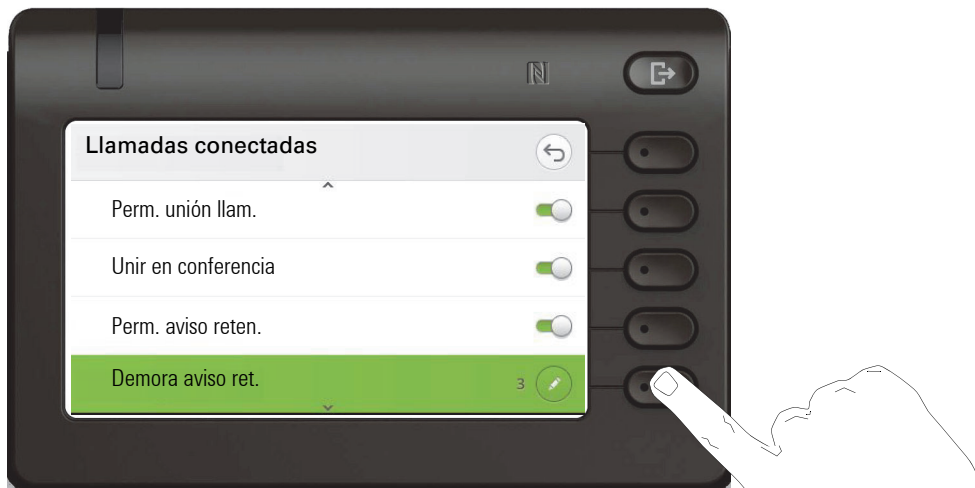 Llamadas conectadas
Perm. unión llam.
Unir en conferencia
Perm. aviso reten.
Demora aviso ret.
3